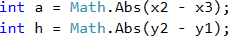 int a = Math.Abs(x2 - x3);
int h = Math.Abs(y2 - y1);